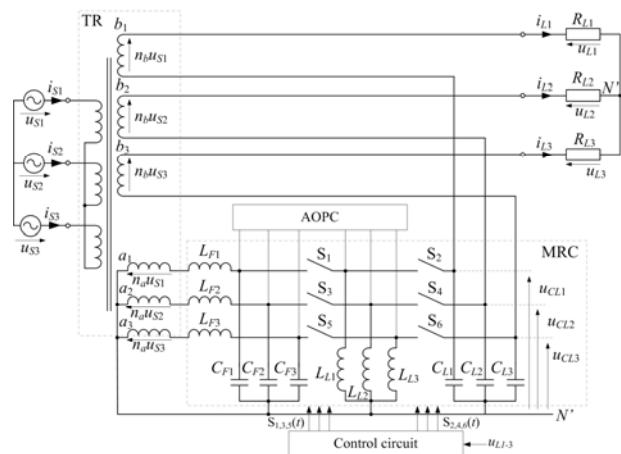 TR
b1
nbuS1
iL1
RL1
uL1
b2
nbuS2
iL2
RL2
N'
uL2
b3
nbuS3
iL3
RL3
uL3
iS1
uS1
iS2
uS2
iS3
uS3
AOPC
MRC
a1
nauS1
LF1
S1
S2
a2
nauS2
LF2
S3
S4
a3
nauS3
LF3
S5
S6
uCL1
uCL2
uCL3
CF1
CF2
CF3
LL1
LL2
LL3
CL1
CL2
CL3
N'
S1,3,5(t)
S2,4,6(t)
Control circuit
uL1-3